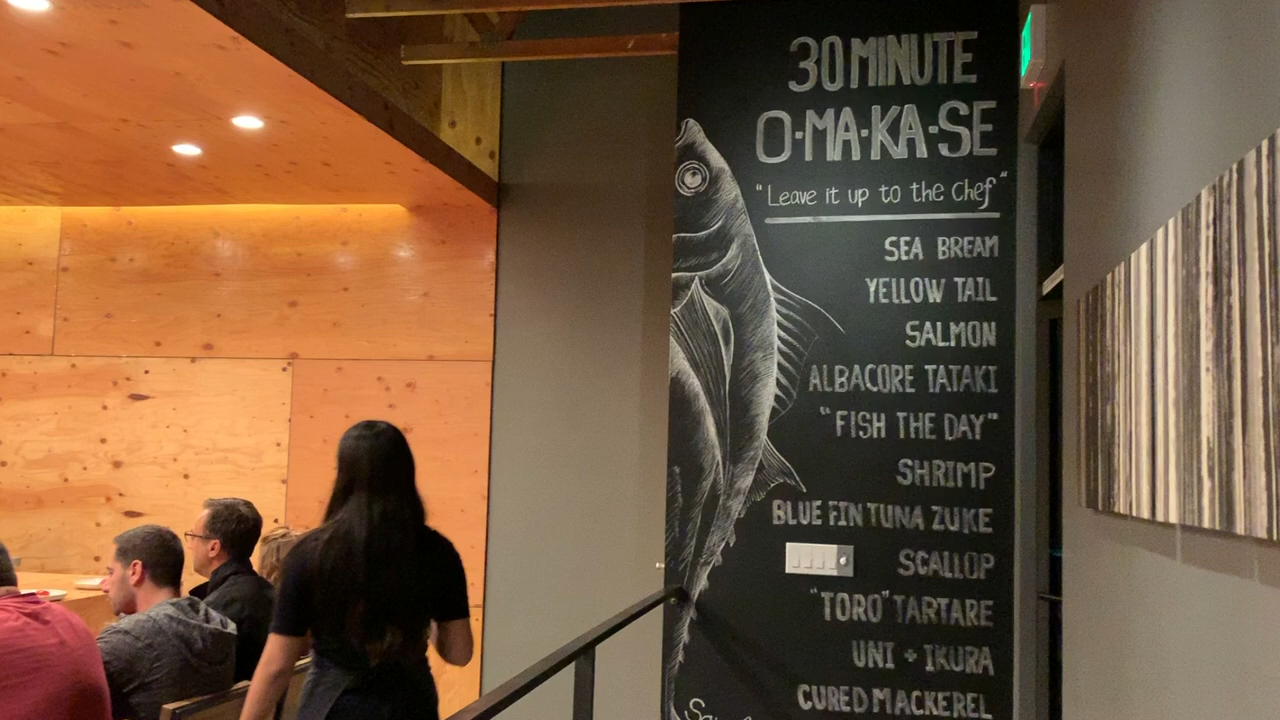 30 MINUTE
O-MA-KA-SE
"Leave it up to the Chef"
SEA BREAM
YELLOW TAIL
SALMON
ALBACORE TATAKI
"FISH THE DAY"
SHRIMP
BLUE FIN TUNA ZUKE
SCALLOP
"TORO" TARTARE
UNI + IKURA
CURED MACKEREL